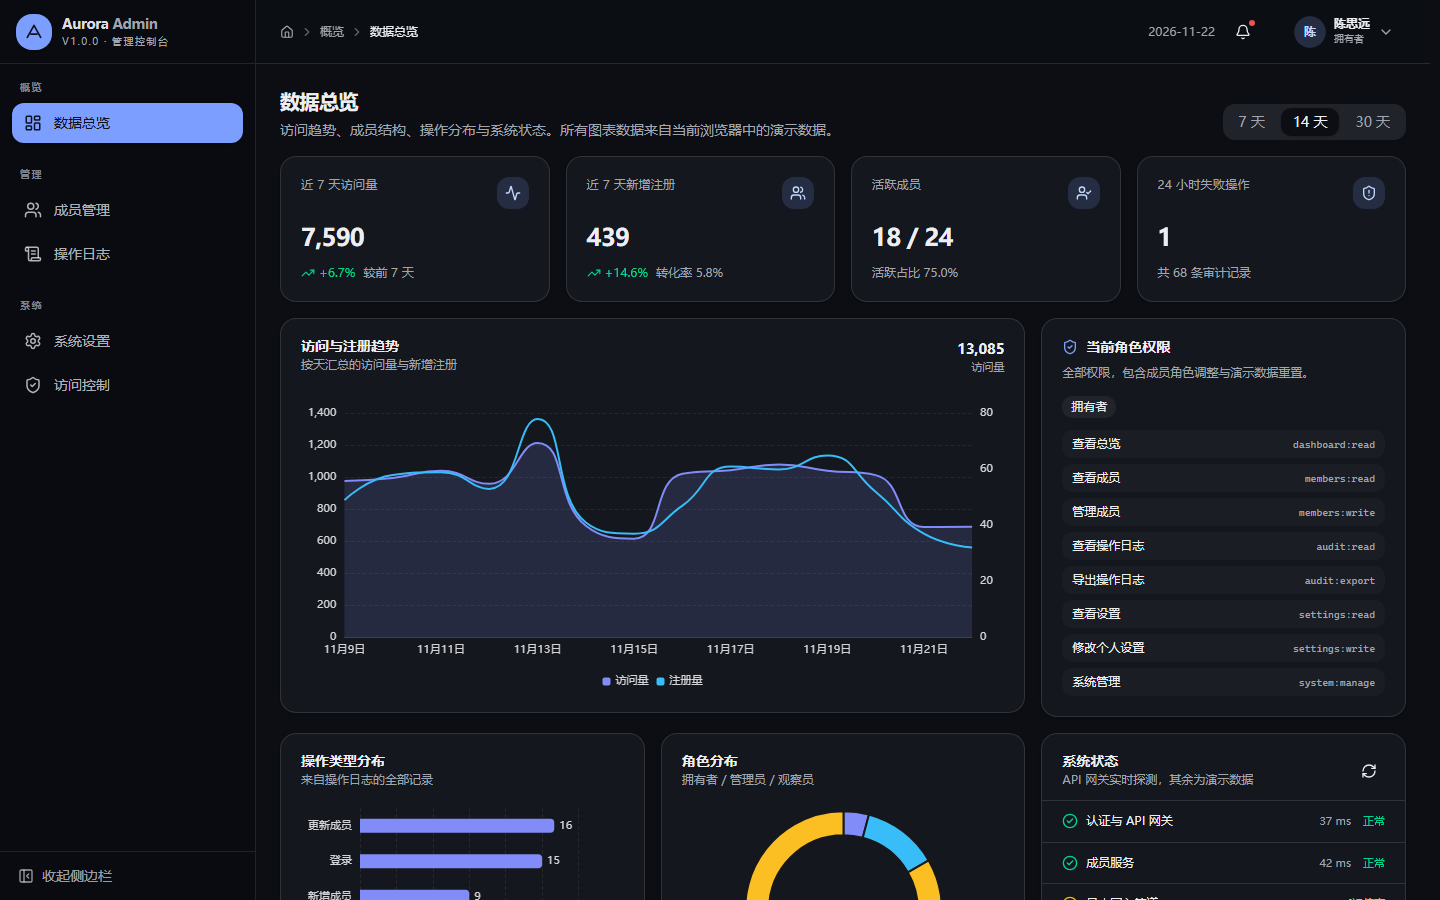 Aurora Admin
V1.0.0 · 管理控制台
概览
数据总览
管理
成员管理
操作日志
系统
系统设置
访问控制
收起侧边栏
概览
数据总览
2026-11-22
陈
陈思远
拥有者
数据总览
访问趋势、成员结构、操作分布与系统状态。所有图表数据来自当前浏览器中的演示数据。
7 天
14 天
30 天
近 7 天访问量
7,590
+6.7% 较前 7 天
近 7 天新增注册
439
+14.6% 转化率 5.8%
活跃成员
18 / 24
活跃占比 75.0%
24 小时失败操作
1
共 68 条审计记录
访问与注册趋势
按天汇总的访问量与新增注册
13,085
访问量
1,400
1,200
1,000
800
600
400
200
0
80
60
40
20
0
11月9日
11月11日
11月13日
11月15日
11月17日
11月19日
11月21日
访问量
注册量
当前角色权限
全部权限，包含成员角色调整与演示数据重置。
拥有者
查看总览 dashboard:read
查看成员 members:read
管理成员 members:write
查看操作日志 audit:read
导出操作日志 audit:export
查看设置 settings:read
修改个人设置 settings:write
系统管理 system:manage
操作类型分布
来自操作日志的全部记录
更新成员 16
登录 15
新增成员 9
角色分布
拥有者 / 管理员 / 观察员
系统状态
API 网关实时探测，其余为演示数据
认证与 API 网关 37 ms 正常
成员服务 42 ms 正常